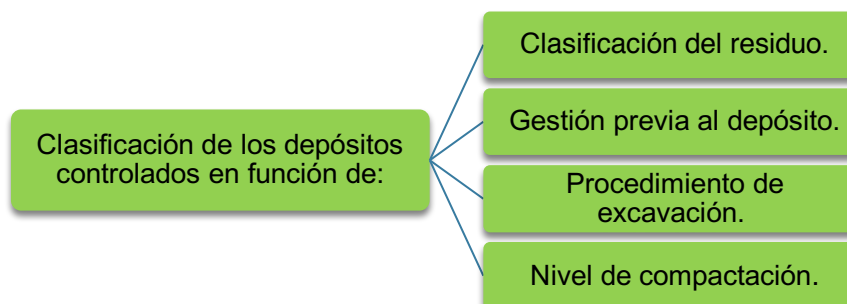 Clasificación de los depósitos
controlados en función de:
Clasificación del residuo.
Gestión previa al depósito.
Procedimiento de
excavación.
Nivel de compactación.